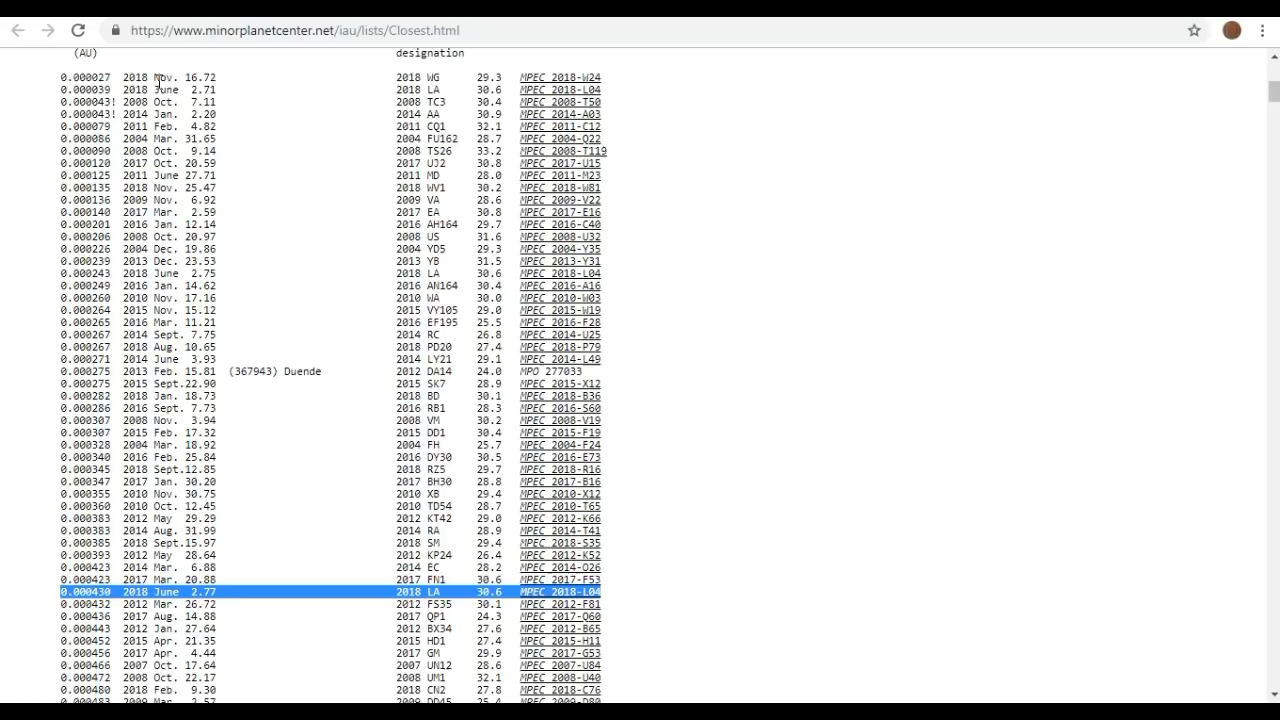 https://www.minorplanetcenter.net/iau/lists/Closest.html
(AU) designation
0.000027 2018 Nov. 16.72 2018 WG 29.3 MPEC 2018-W24
0.000039 2018 June 2.71 2018 LA 30.6 MPEC 2018-L04
0.000043! 2008 Oct. 7.11 2008 TC3 30.4 MPEC 2008-T50
0.000043! 2014 Jan. 2.20 2014 AA 30.9 MPEC 2014-A03
0.000079 2011 Feb. 4.82 2011 CQ1 32.1 MPEC 2011-C12
0.000086 2004 Mar. 31.65 2004 FU162 28.7 MPEC 2004-Q22
0.000090 2008 Oct. 9.14 2008 TS26 33.2 MPEC 2008-T119
0.000120 2017 Oct. 20.59 2017 UJ2 30.8 MPEC 2017-U15
0.000125 2011 June 27.71 2011 MD 28.0 MPEC 2011-M23
0.000135 2018 Nov. 25.47 2018 WV1 30.2 MPEC 2018-W81
0.000136 2009 Nov. 6.92 2009 VA 28.6 MPEC 2009-V22
0.000140 2017 Mar. 2.59 2017 EA 30.8 MPEC 2017-E16
0.000201 2016 Jan. 12.14 2016 AH164 29.7 MPEC 2016-C40
0.000206 2008 Oct. 20.97 2008 US 31.6 MPEC 2008-U32
0.000226 2004 Dec. 19.86 2004 YD5 29.3 MPEC 2004-Y35
0.000239 2013 Dec. 23.53 2013 YB 31.5 MPEC 2013-Y31
0.000243 2018 June 2.75 2018 LA 30.6 MPEC 2018-L04
0.000249 2016 Jan. 14.62 2016 AN164 30.4 MPEC 2016-A16
0.000260 2010 Nov. 17.16 2010 WA 30.0 MPEC 2010-W03
0.000264 2015 Nov. 15.12 2015 VY105 29.0 MPEC 2015-W19
0.000265 2016 Mar. 11.21 2016 EF195 25.5 MPEC 2016-F28
0.000267 2014 Sept. 7.75 2014 RC 26.8 MPEC 2014-U25
0.000267 2018 Aug. 10.65 2018 PD20 27.4 MPEC 2018-P79
0.000271 2014 June 3.93 2014 LY21 29.1 MPEC 2014-L49
0.000275 2013 Feb. 15.81 (367943) Duende 2012 DA14 24.0 MPO 277033
0.000275 2015 Sept.22.90 2015 SK7 28.9 MPEC 2015-X12
0.000282 2018 Jan. 18.73 2018 BD 30.1 MPEC 2018-B36
0.000286 2016 Sept. 7.73 2016 RB1 28.3 MPEC 2016-S60
0.000307 2008 Nov. 3.94 2008 VM 30.2 MPEC 2008-V19
0.000307 2015 Feb. 17.32 2015 DD1 30.4 MPEC 2015-F19
0.000328 2004 Mar. 18.92 2004 FH 25.7 MPEC 2004-F24
0.000340 2016 Feb. 25.84 2016 DY30 30.5 MPEC 2016-E73
0.000345 2018 Sept.12.85 2018 RZ5 29.7 MPEC 2018-R16
0.000347 2017 Jan. 30.20 2017 BH30 28.8 MPEC 2017-B16
0.000355 2010 Nov. 30.75 2010 XB 29.4 MPEC 2010-X12
0.000360 2010 Oct. 12.45 2010 TD54 28.7 MPEC 2010-T65
0.000383 2012 May 29.29 2012 KT42 29.0 MPEC 2012-K66
0.000383 2014 Aug. 31.99 2014 RA 28.9 MPEC 2014-T41
0.000385 2018 Sept.15.97 2018 SM 29.4 MPEC 2018-S35
0.000393 2012 May 28.64 2012 KP24 26.4 MPEC 2012-K52
0.000423 2014 Mar. 6.88 2014 EC 28.2 MPEC 2014-O26
0.000423 2017 Mar. 20.88 2017 FN1 30.6 MPEC 2017-F53
0.000430 2018 June 2.77 2018 LA 30.6 MPEC 2018-L04
0.000432 2012 Mar. 26.72 2012 FS35 30.1 MPEC 2012-F81
0.000436 2017 Aug. 14.88 2017 QP1 24.3 MPEC 2017-Q60
0.000443 2012 Jan. 27.64 2012 BX34 27.6 MPEC 2012-B65
0.000452 2015 Apr. 21.35 2015 HD1 27.4 MPEC 2015-H11
0.000456 2017 Apr. 4.44 2017 GM 29.9 MPEC 2017-G53
0.000466 2007 Oct. 17.64 2007 UN12 28.6 MPEC 2007-U84
0.000472 2008 Oct. 22.17 2008 UM1 32.1 MPEC 2008-U40
0.000480 2018 Feb. 9.30 2018 CN2 27.8 MPEC 2018-C76
0.000483 2009 Mar. 2.57 2009 DD45 25.4 MPEC 2009-D80